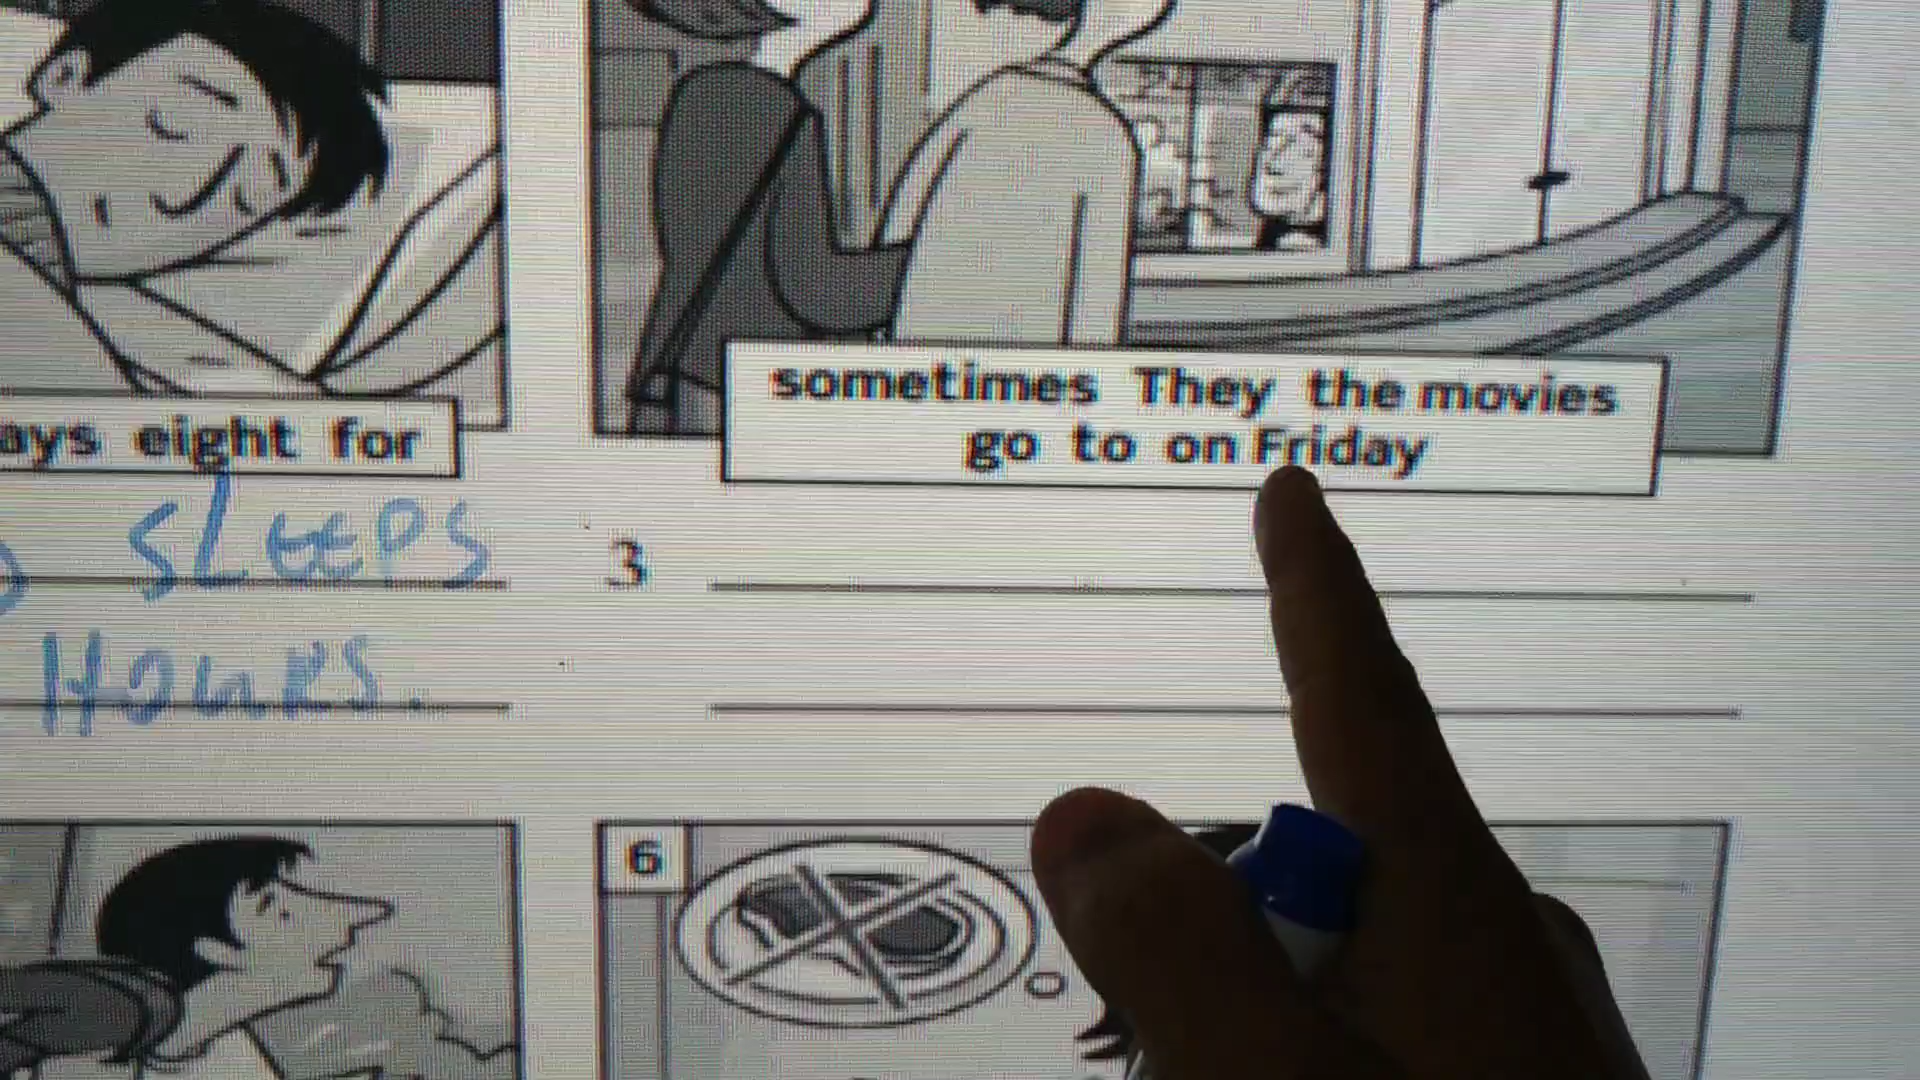 sometimes They the movies
go to on Friday
ays eight for
sLeePs
3
Hours.
6